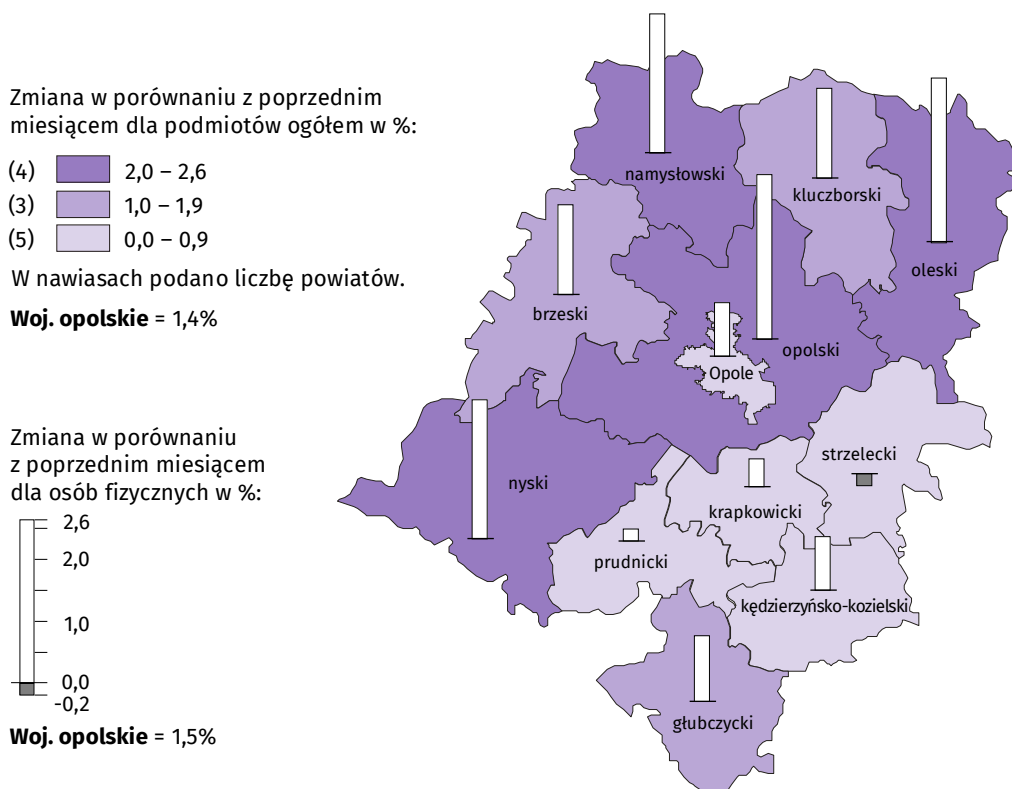 Zmiana w porównaniu z poprzednim
miesiącem dla podmiotów ogółem w %:
(4) 2,0 – 2,6
(3) 1,0 – 1,9
(5) 0,0 – 0,9
W nawiasach podano liczbę powiatów.
Woj. opolskie = 1,4%
Zmiana w porównaniu
z poprzednim miesiącem
dla osób fizycznych w %:
2,6
2,0
1,0
0,0
-0,2
Woj. opolskie = 1,5%
namysłowski
kluczborski
oleski
brzeski
opolski
Opole
strzelecki
nyski
krapkowicki
prudnicki
kędzierzyńsko-kozielski
głubczycki